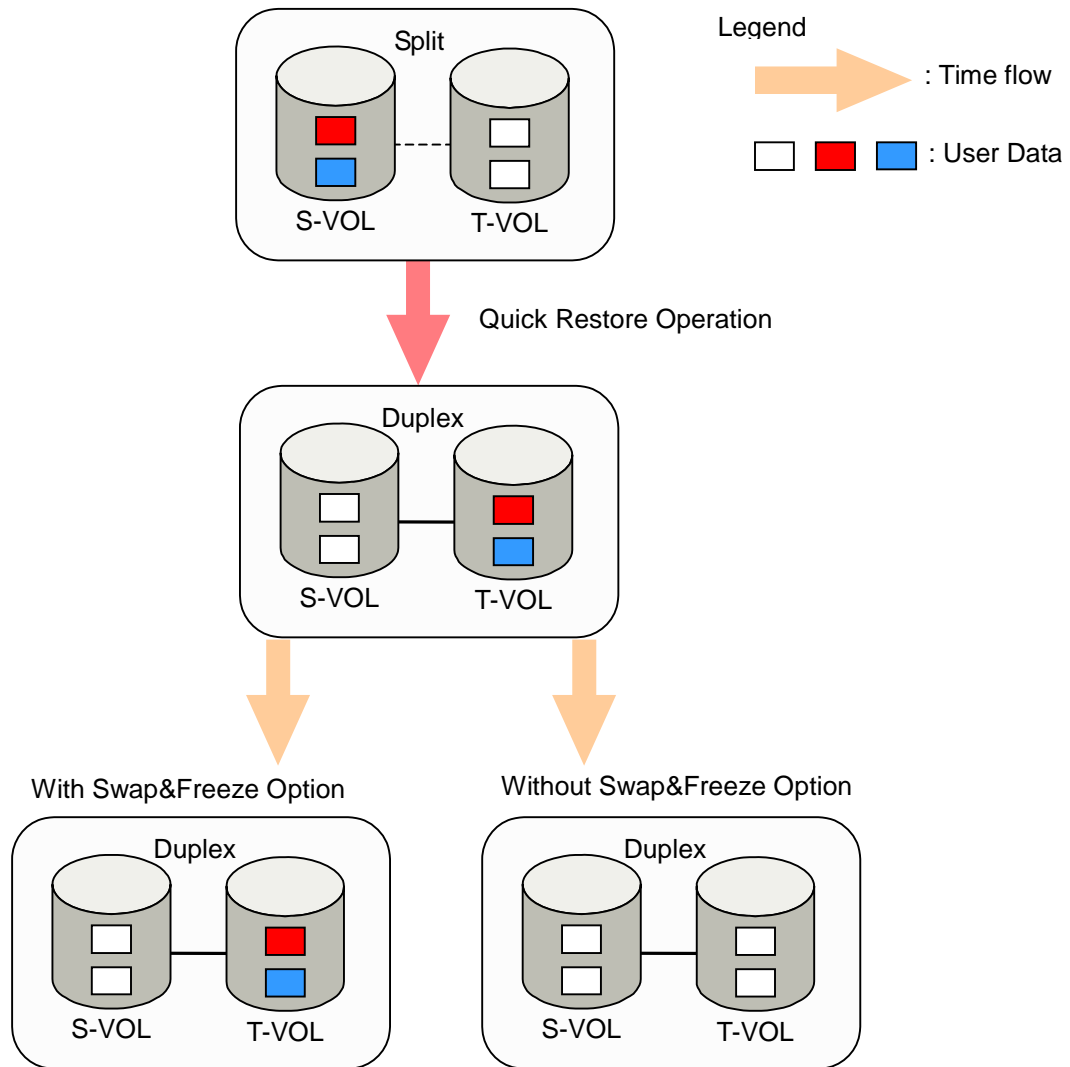 Split
S-VOL
T-VOL
Legend
: Time flow
: User Data
Quick Restore Operation
Duplex
S-VOL
T-VOL
With Swap&Freeze Option
Duplex
S-VOL
T-VOL
Without Swap&Freeze Option
Duplex
S-VOL
T-VOL